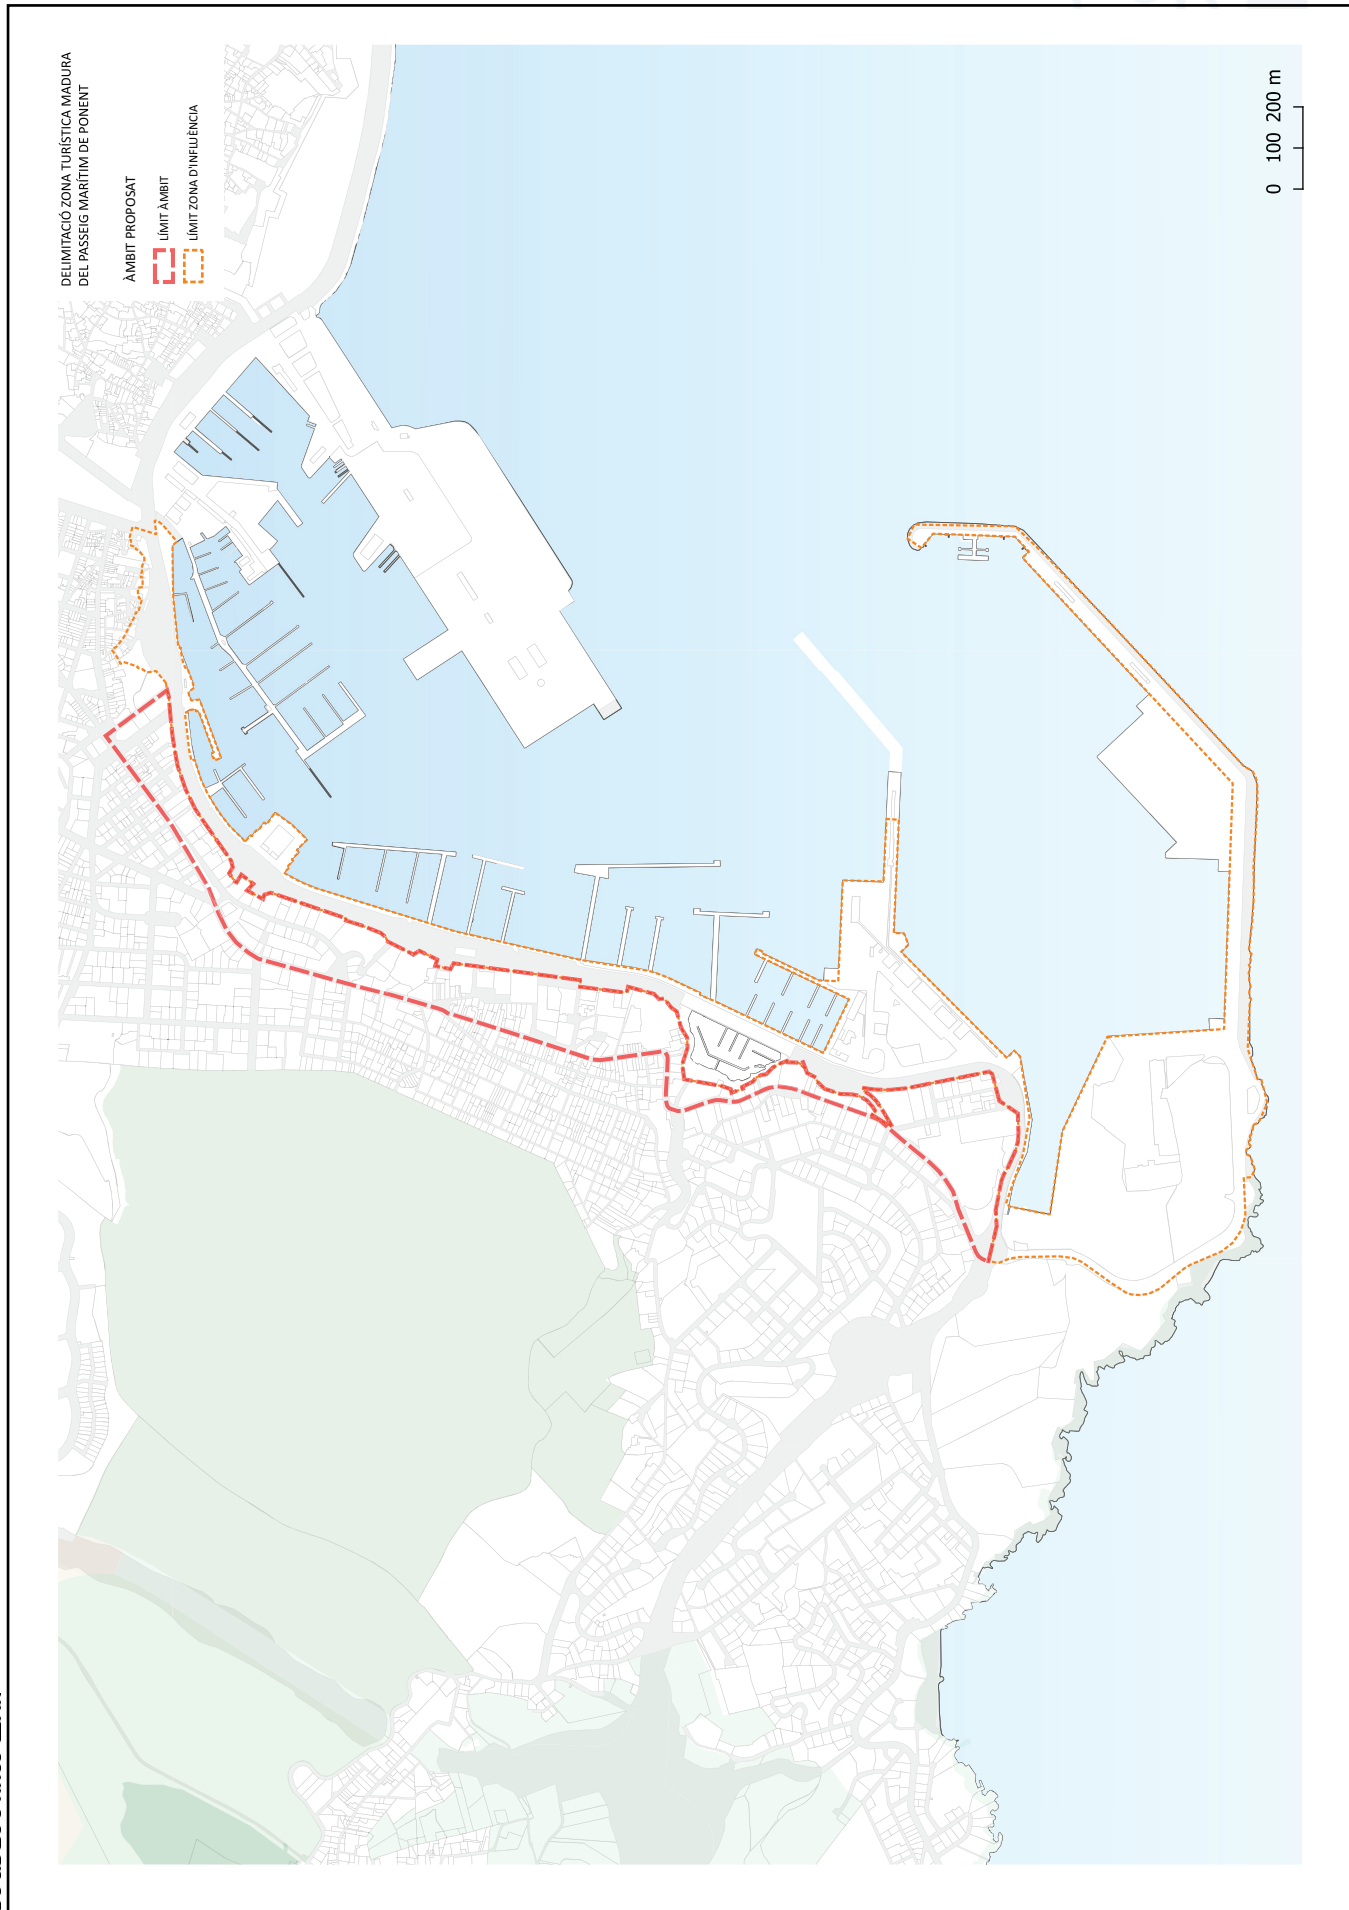 DELIMITACIÓ ZONA TURÍSTICA MADURA
DEL PASSEIG MARÍTIM DE PONENT
ÀMBIT PROPOSAT
LÍMIT ÀMBIT
LÍMIT ZONA D'INFLUÈNCIA
0 100 200 m